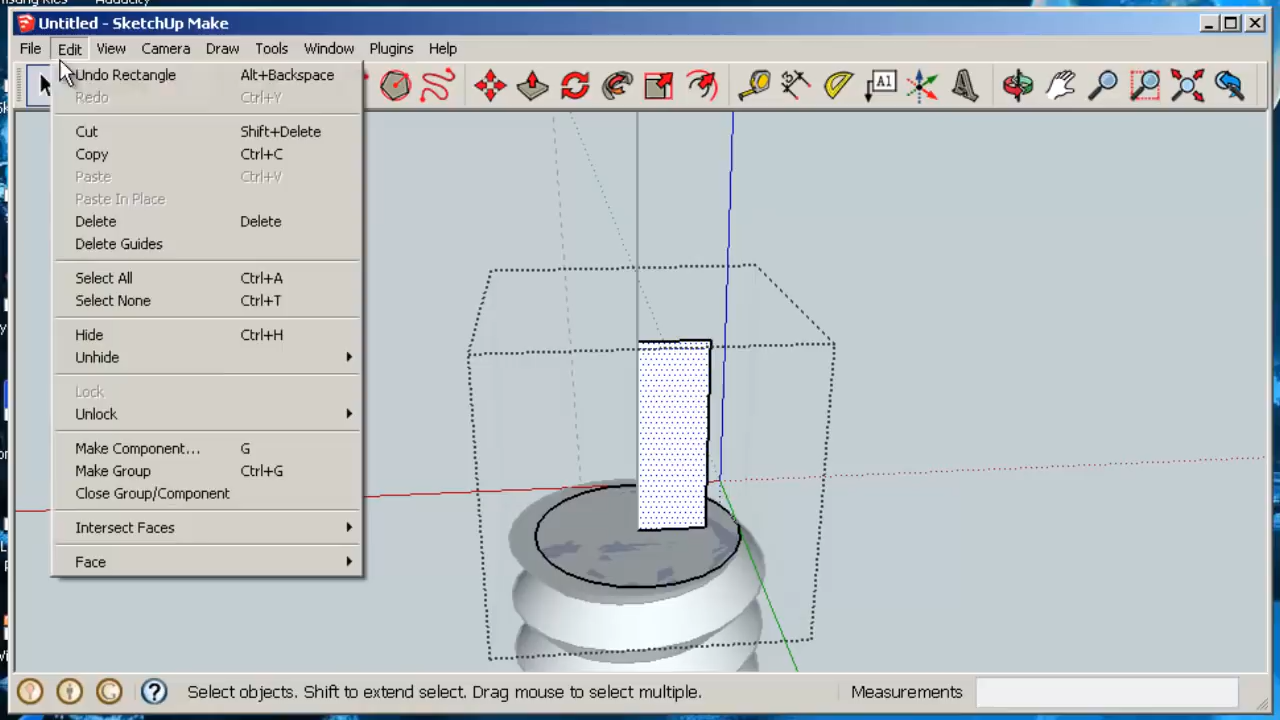 Untitled - SketchUp Make
File Edit View Camera Draw Tools Window Plugins Help
A1
Undo Rectangle Alt+Backspace
Redo Ctrl+Y
Cut Shift+Delete
Copy Ctrl+C
Paste Ctrl+V
Paste In Place
Delete Delete
Delete Guides
Select All Ctrl+A
Select None Ctrl+T
Hide Ctrl+H
Unhide
Lock
Unlock
Make Component... G
Make Group Ctrl+G
Close Group/Component
Intersect Faces
Face
Select objects. Shift to extend select. Drag mouse to select multiple. Measurements